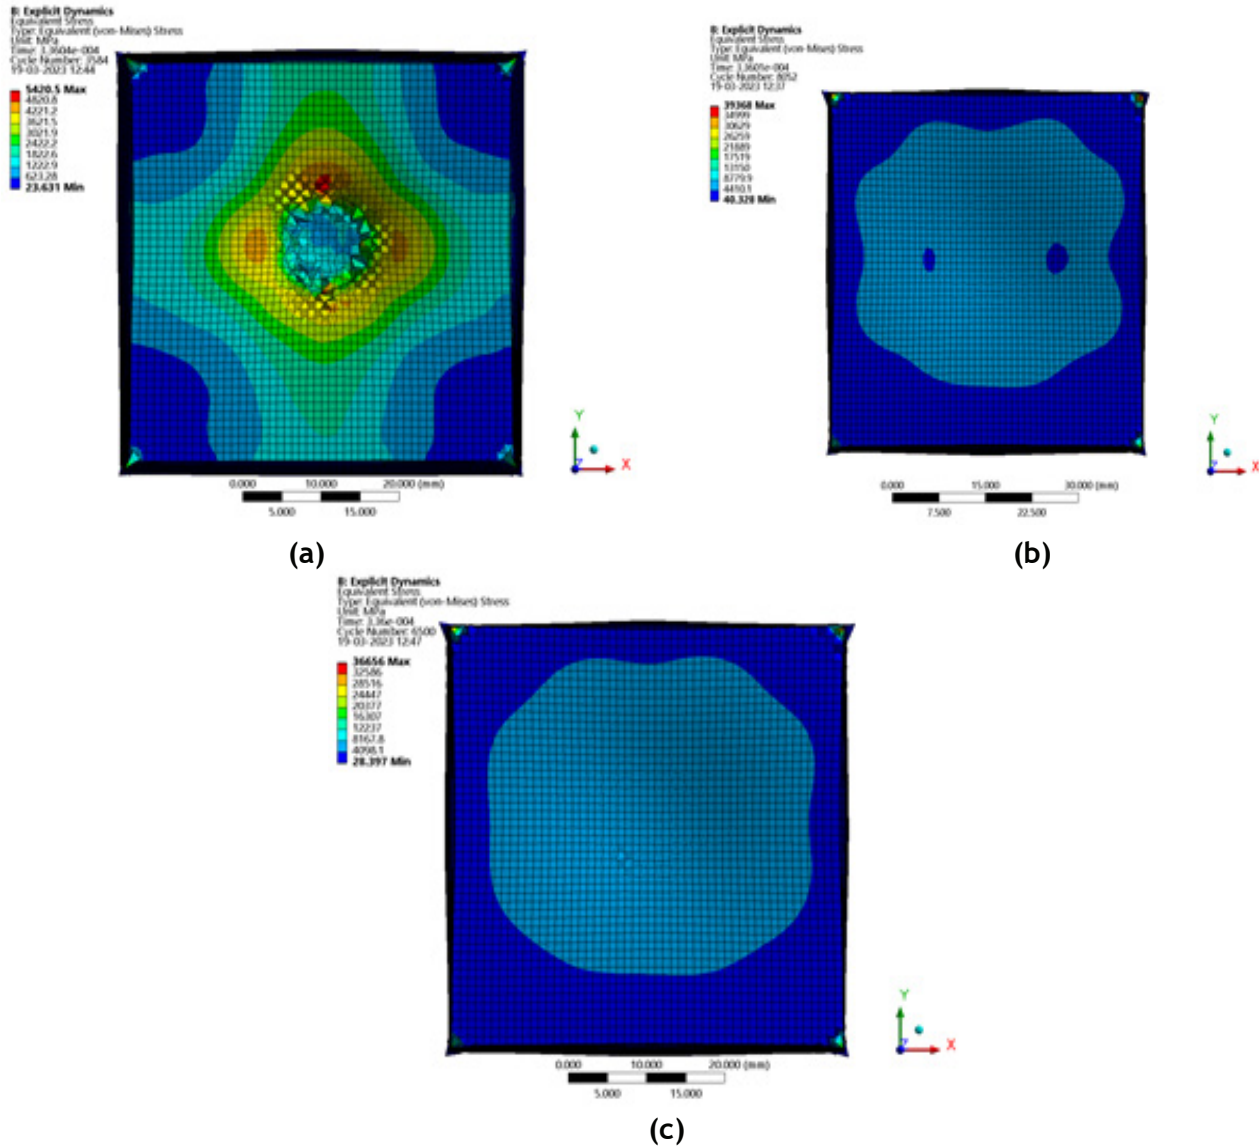 B: Explicit Dynamics
Equivalent Stress
Type: Equivalent (von-Mises) Stress
Unit: MPa
Time: 3.3604e-004
Cycle Number: 3584
19-03-2023 12:44
5420.5 Max
4820.8
4221.2
3621.5
3021.9
2422.2
1822.6
1222.9
623.28
23.631 Min
Y
X
Z
0.000 10.000 20.000 (mm)
5.000 15.000
(a)
B: Explicit Dynamics
Equivalent Stress
Type: Equivalent (von-Mises) Stress
Unit: MPa
Time: 3.3601e-004
Cycle Number: 8052
19-03-2023 12:37
39368 Max
34999
30629
26259
21889
17519
13150
8779.9
4410.1
40.328 Min
Y
X
Z
0.000 15.000 30.000 (mm)
7.500 22.500
(b)
B: Explicit Dynamics
Equivalent Stress
Type: Equivalent (von-Mises) Stress
Unit: MPa
Time: 3.36e-004
Cycle Number: 6500
19-03-2023 12:47
36656 Max
32586
28516
24447
20377
16307
12237
8167.8
4098.1
28.397 Min
Y
X
Z
0.000 10.000 20.000 (mm)
5.000 15.000
(c)